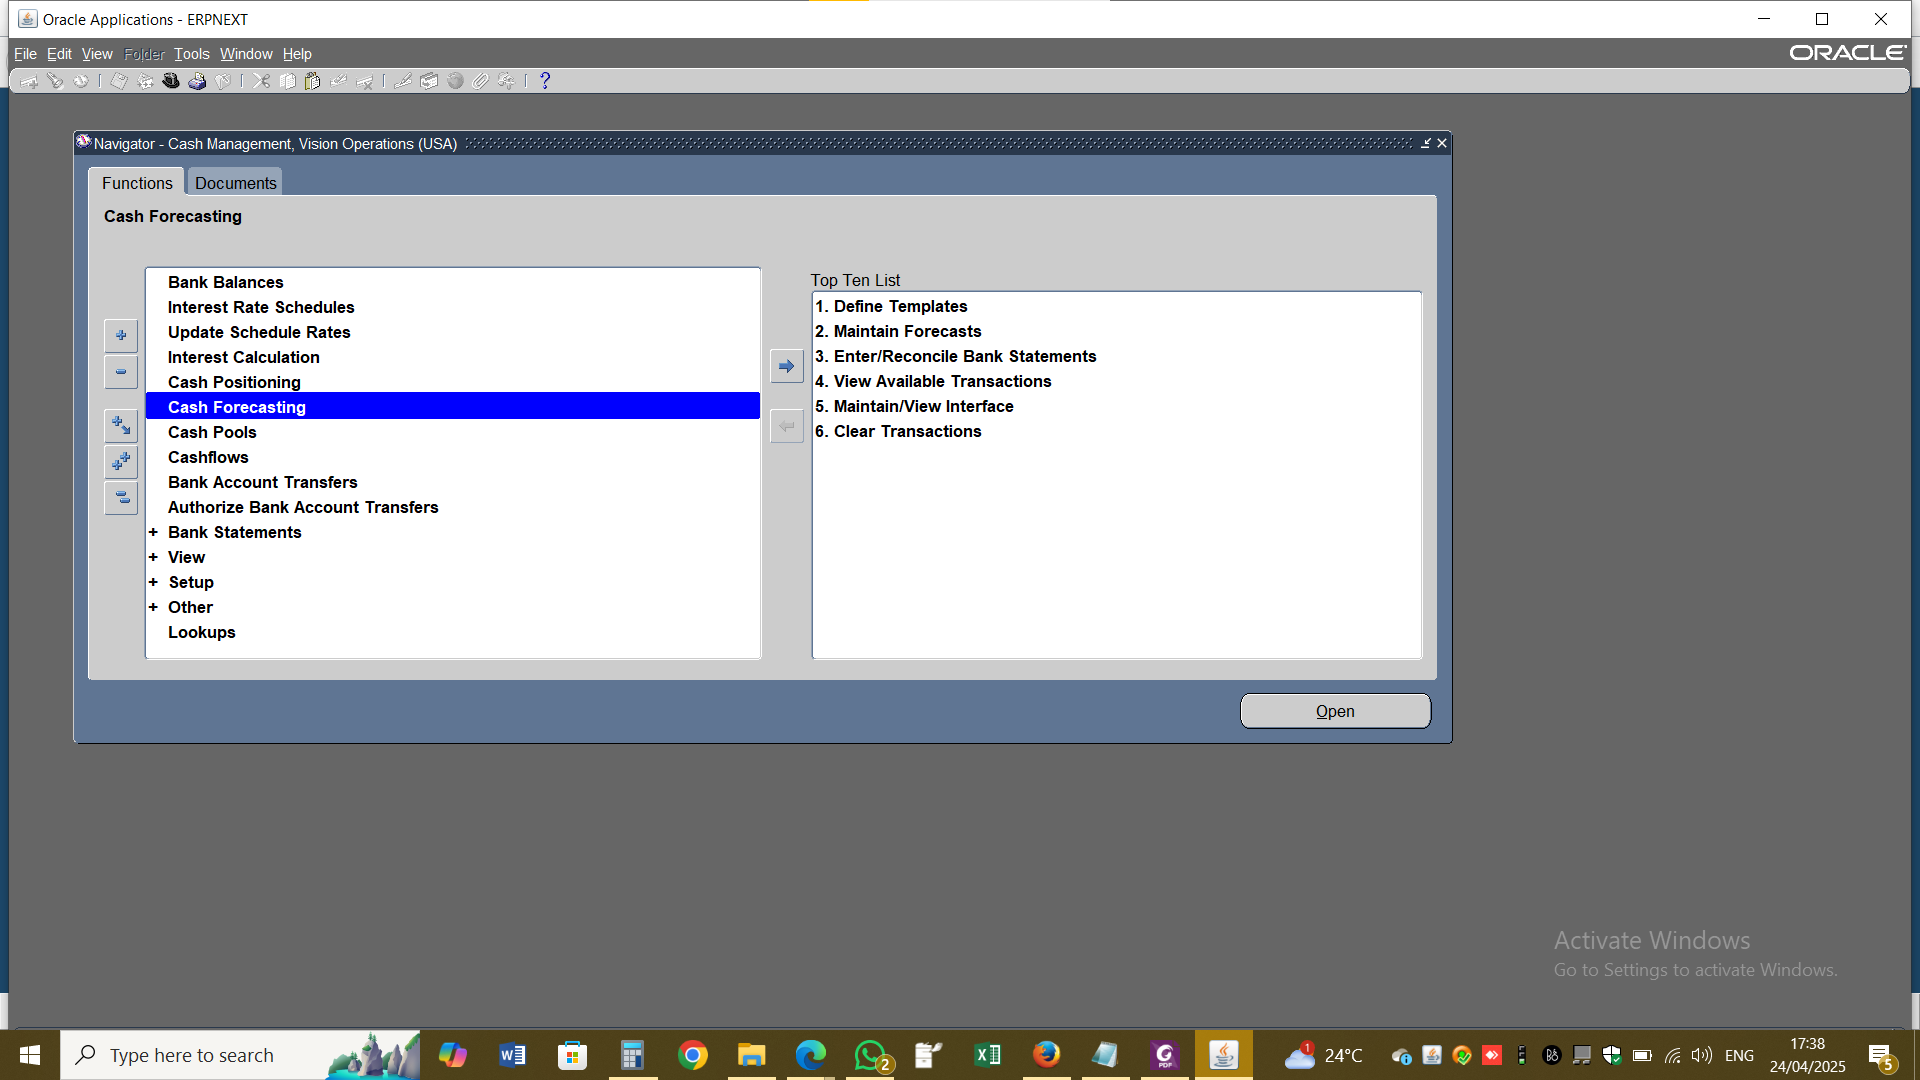 Oracle Applications - ERPNEXT
File Edit View Folder Tools Window Help
ORACLE
Navigator - Cash Management, Vision Operations (USA)
Functions
Documents
Cash Forecasting
Bank Balances
Interest Rate Schedules
Update Schedule Rates
Interest Calculation
Cash Positioning
Cash Forecasting
Cash Pools
Cashflows
Bank Account Transfers
Authorize Bank Account Transfers
+ Bank Statements
+ View
+ Setup
+ Other
Lookups
Top Ten List
1. Define Templates
2. Maintain Forecasts
3. Enter/Reconcile Bank Statements
4. View Available Transactions
5. Maintain/View Interface
6. Clear Transactions
Open
Activate Windows
Go to Settings to activate Windows.
Type here to search
2
PDF
1
24°C
ENG
17:38
24/04/2025
5